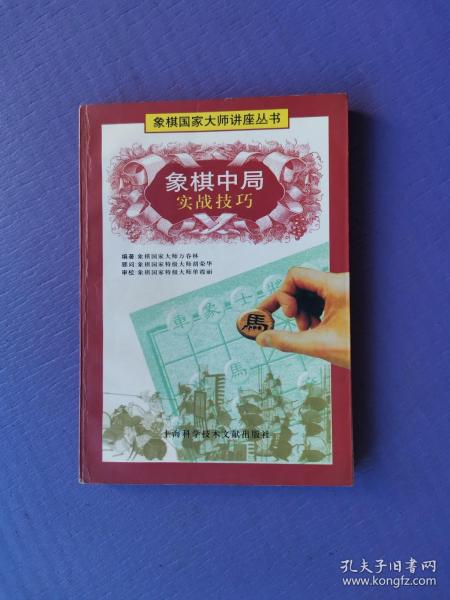 象棋国家大师讲座丛书
象棋中局
实战技巧
编著:象棋国家大师万春林
顾问:象棋国家特级大师胡荣华
审校:象棋国家特级大师单霞丽
車 象 士 將
馬
馬
上海科学技术文献出版社
孔夫子旧书网
www.kongfz.com